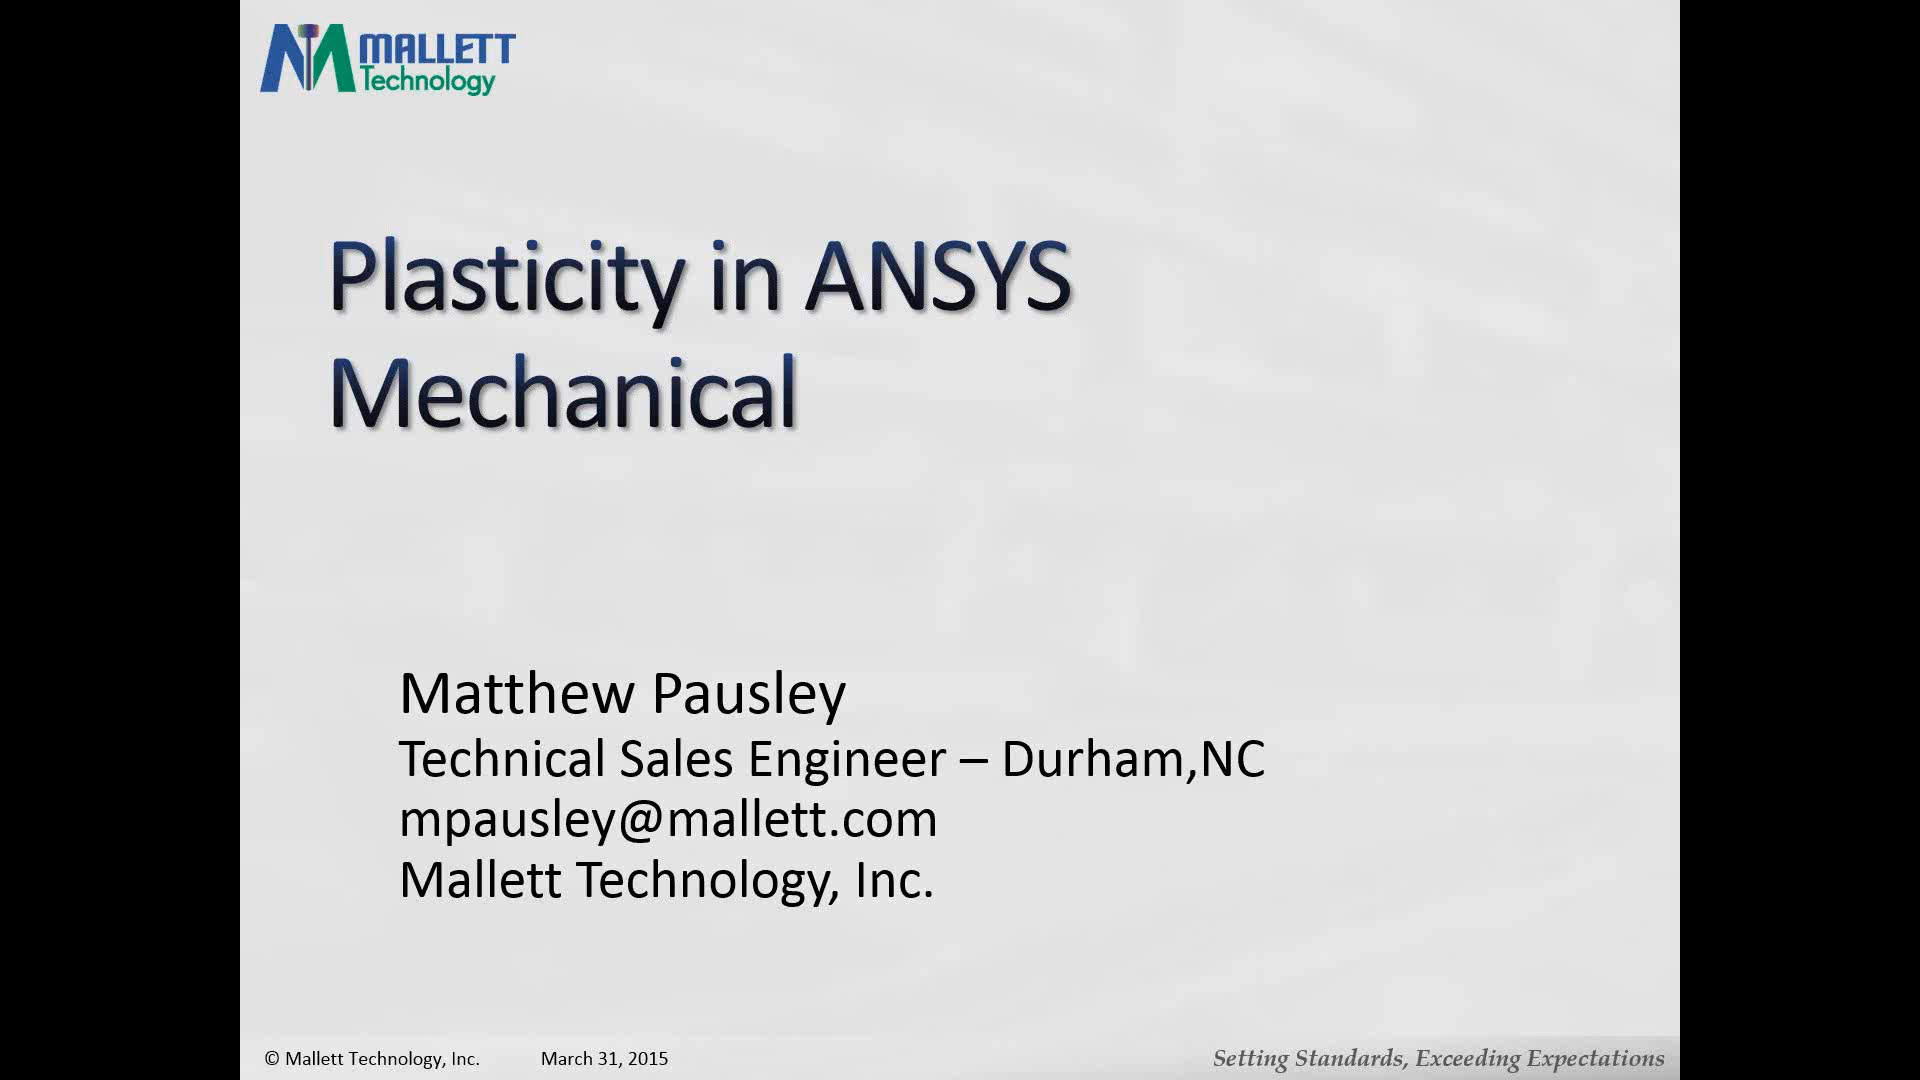 MALLETT
Technology
Plasticity in ANSYS
Mechanical
Matthew Pausley
Technical Sales Engineer – Durham,NC
mpausley@mallett.com
Mallett Technology, Inc.
© Mallett Technology, Inc. March 31, 2015 Setting Standards, Exceeding Expectations